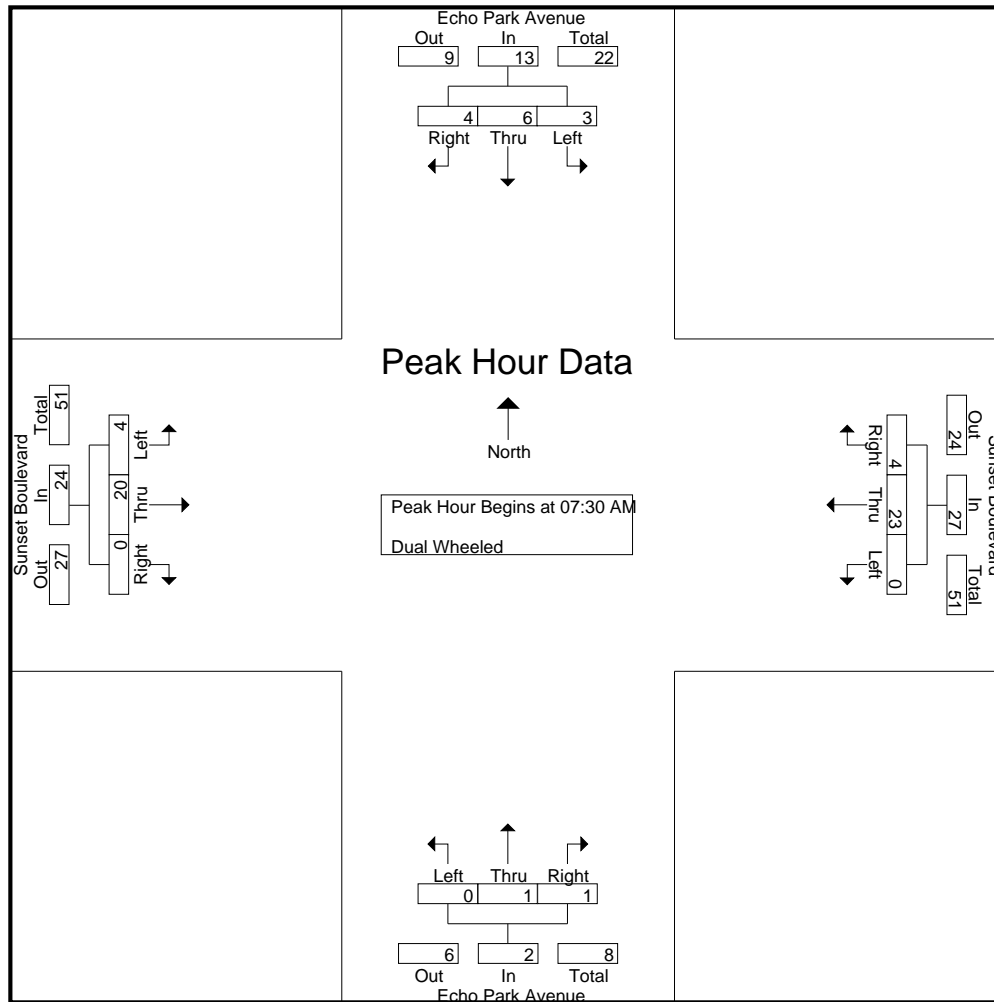 Echo Park Avenue
Out In Total
9 13 22
4 6 3
Right Thru Left
Peak Hour Data
North
Peak Hour Begins at 07:30 AM
Dual Wheeled
Sunset Boulevard
Out In Total
27 24 51
0 20 4
Right Thru Left
Right Thru Left
4 23 0
Out In Total
24 27 51
Sunset Boulevard
Left Thru Right
0 1 1
6 2 8
Out In Total
Echo Park Avenue